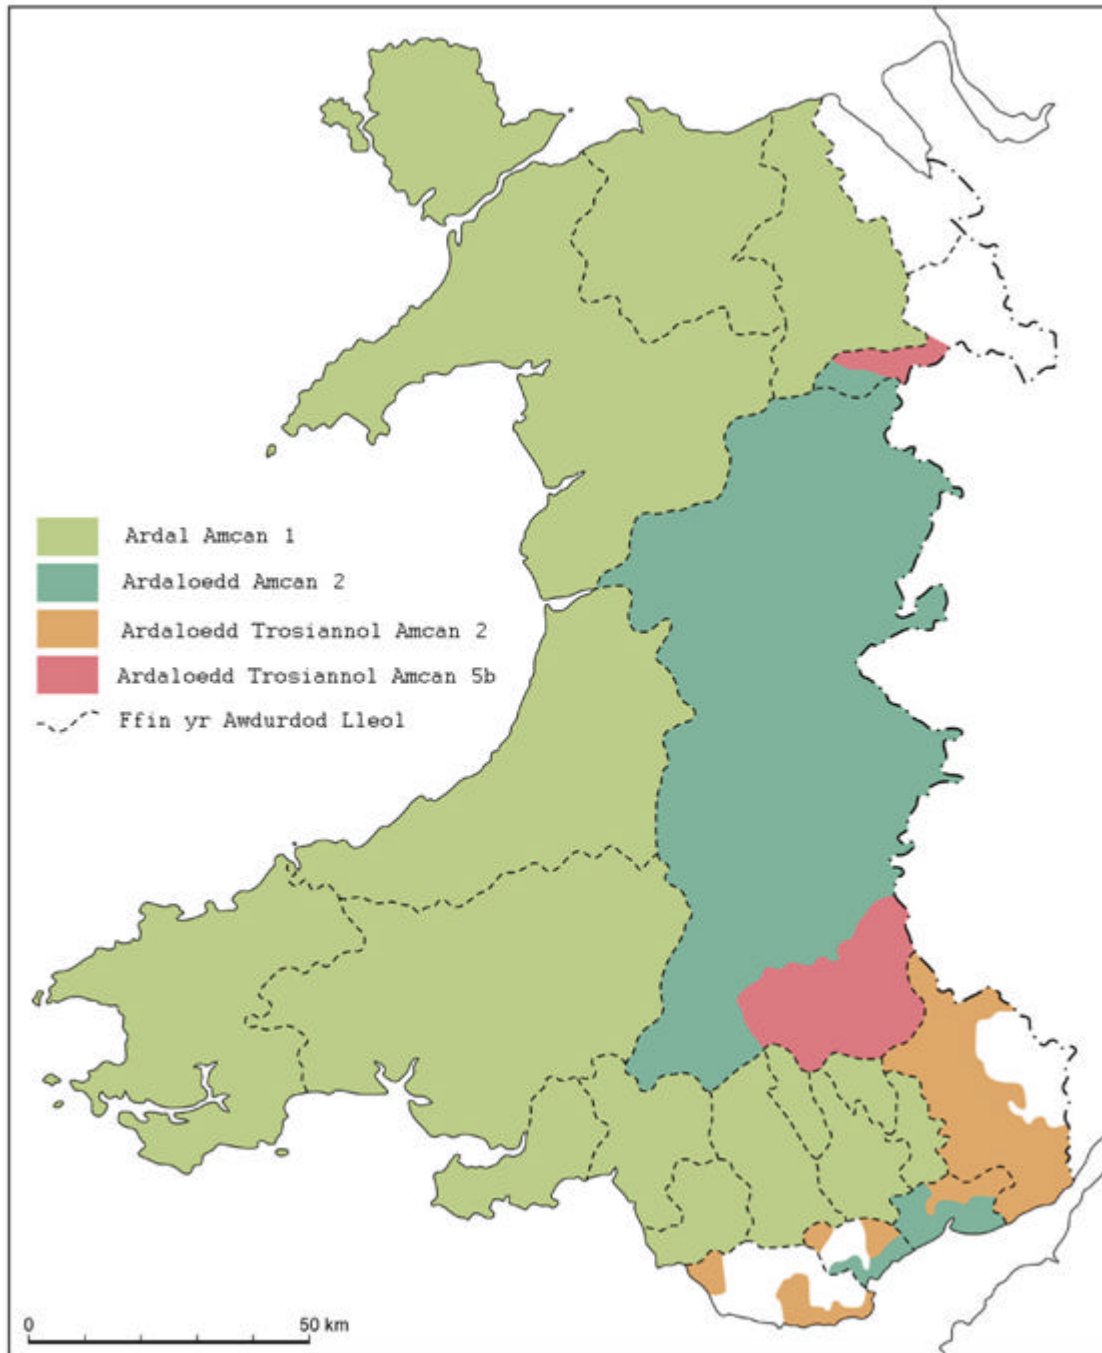 Ardal Amcan 1
Ardaloedd Amcan 2
Ardaloedd Trosiannol Amcan 2
Ardaloedd Trosiannol Amcan 5b
Ffin yr Awdurdod Lleol
0 50 km